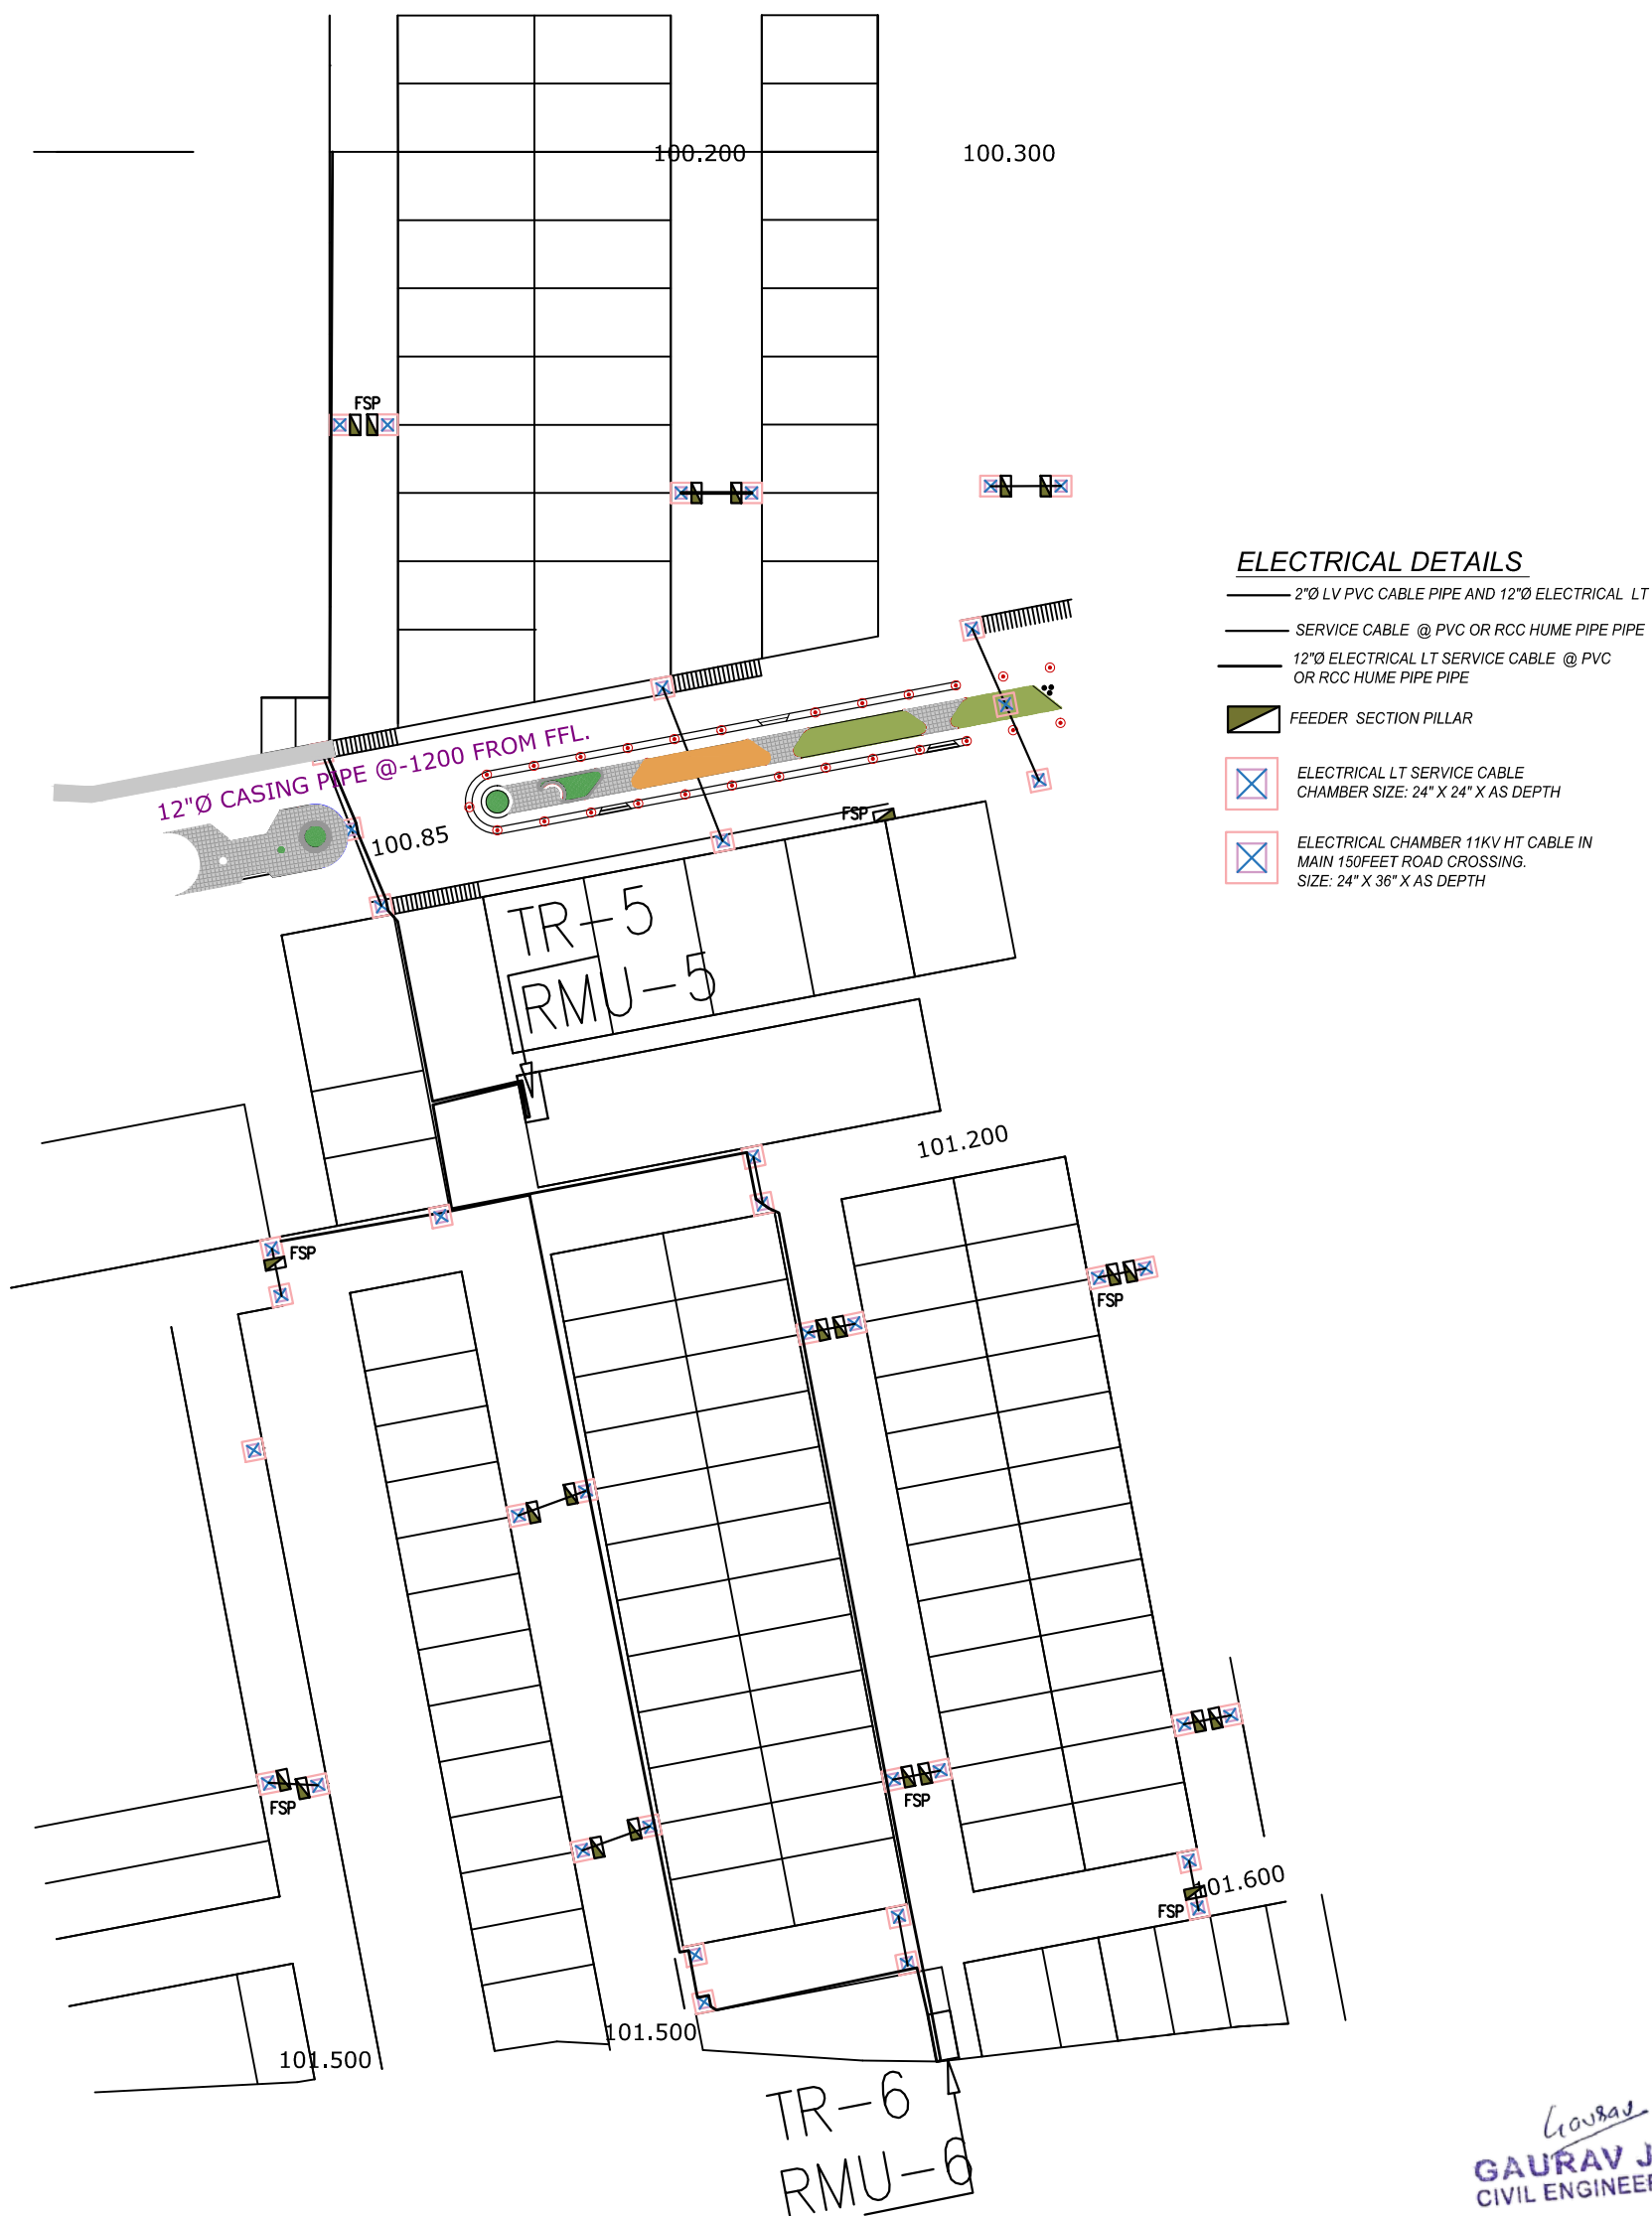 100.200
100.300
FSP
ELECTRICAL DETAILS
2"Ø LV PVC CABLE PIPE AND 12"Ø ELECTRICAL LT
SERVICE CABLE @ PVC OR RCC HUME PIPE PIPE
12"Ø ELECTRICAL LT SERVICE CABLE @ PVC
OR RCC HUME PIPE PIPE
FEEDER SECTION PILLAR
ELECTRICAL LT SERVICE CABLE
CHAMBER SIZE: 24" X 24" X AS DEPTH
ELECTRICAL CHAMBER 11KV HT CABLE IN
MAIN 150FEET ROAD CROSSING.
SIZE: 24" X 36" X AS DEPTH
12"Ø CASING PIPE @-1200 FROM FFL.
FSP
100.85
TR-5
RMU-5
101.200
FSP
FSP
FSP
FSP
101.600
FSP
101.500
101.500
TR-6
RMU-6
Gaurav
GAURAV J
CIVIL ENGINEE